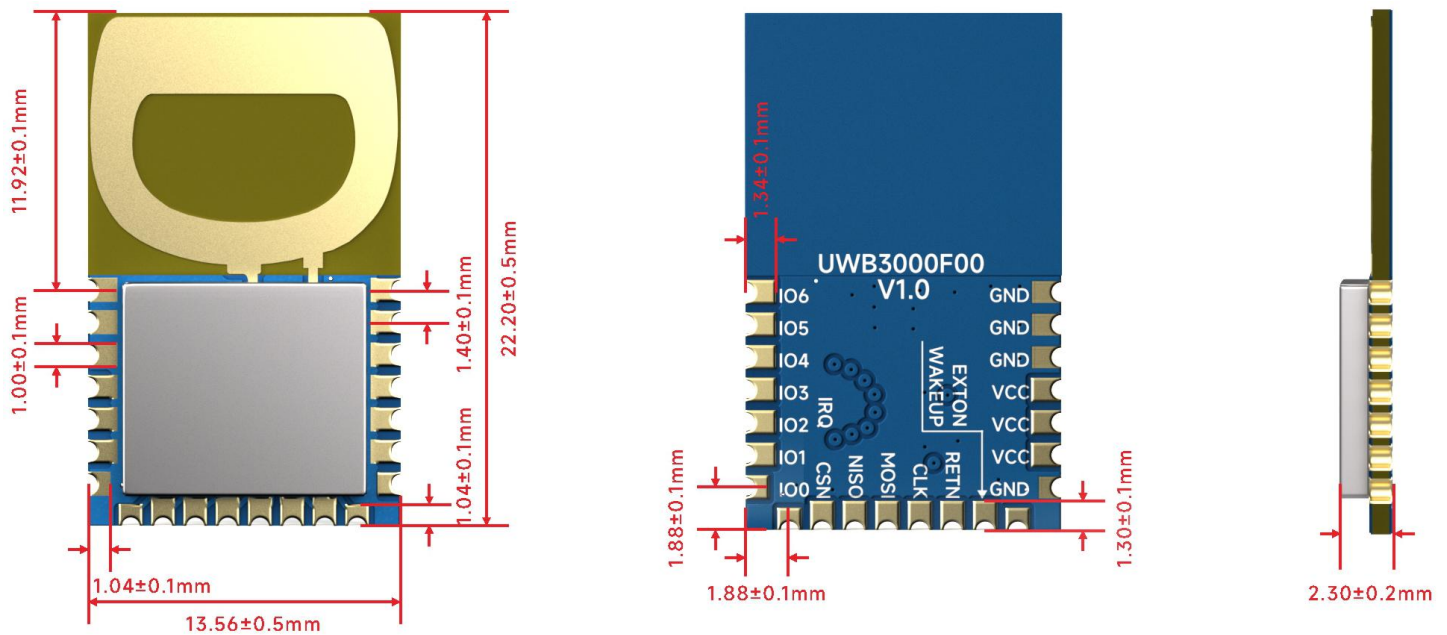 11.92±0.1mm
1.00±0.1mm
1.04±0.1mm
13.56±0.5mm
1.40±0.1mm
1.04±0.1mm
22.20±0.5mm
1.34±0.1mm
UWB3000F00
V1.0
IO6 GND
IO5 GND
IO4 GND
IO3 VCC
IO2 VCC
IO1 VCC
IO0 GND
IRQ
WAKEUP
EXTON
CSN
NISO
MOSI
CLK
RETN
1.88±0.1mm
1.88±0.1mm
1.30±0.1mm
2.30±0.2mm